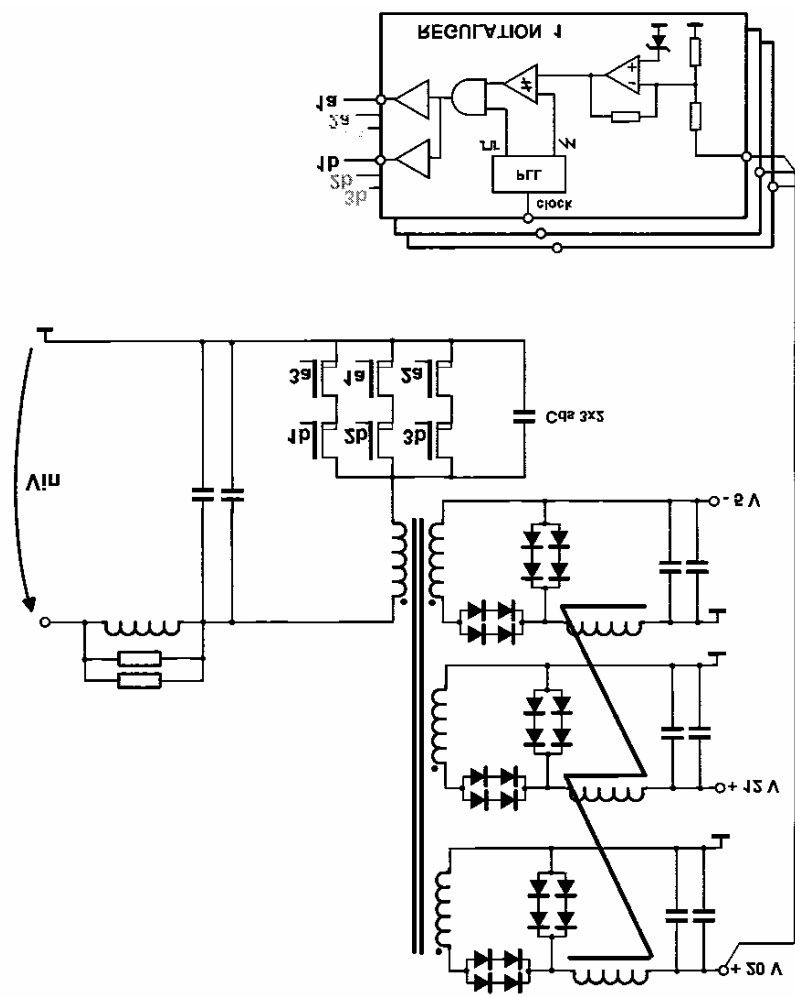 REGULATION 1
+
-
1a
2a
1b
2b
3b
PLL
clock
3a 1a 2a
1b 2b 3b
Cds 3x2
Vin
- 5 V
+ 12 V
+ 20 V